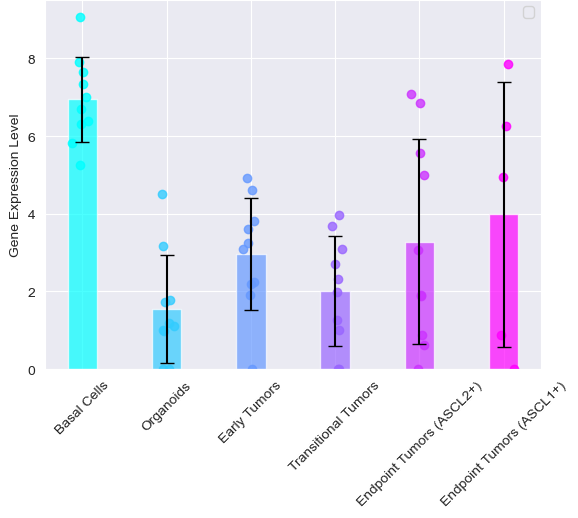 Gene Expression Level
8
6
4
2
0
Basal Cells
Organoids
Early Tumors
Transitional Tumors
Endpoint Tumors (ASCL2+)
Endpoint Tumors (ASCL1+)